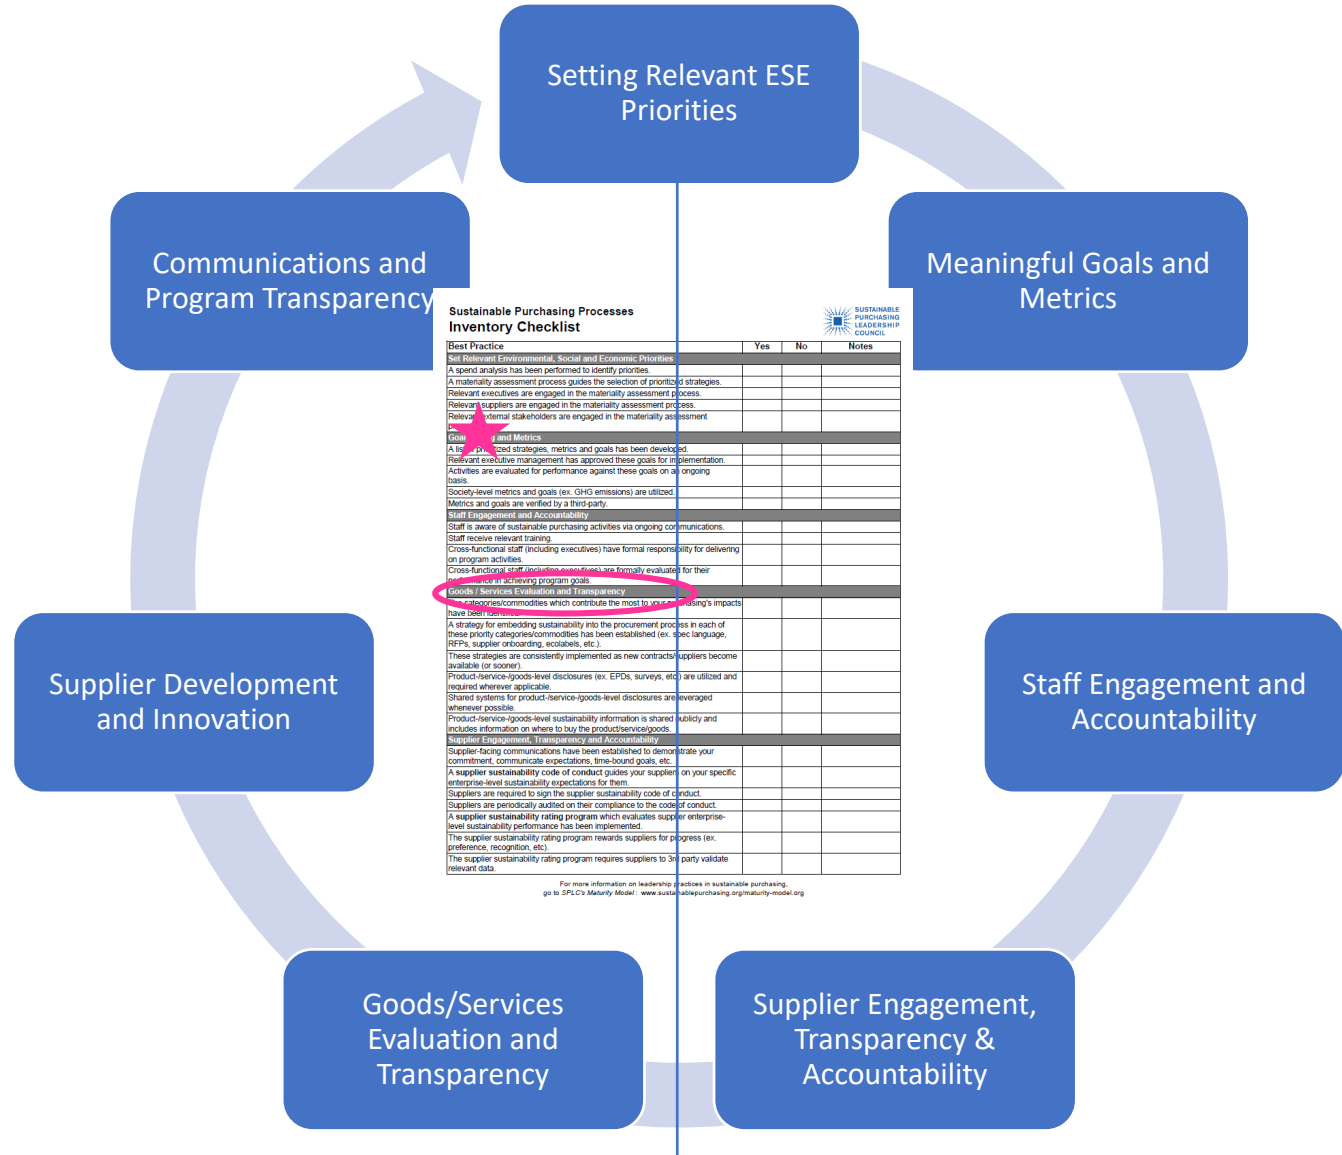 Setting Relevant ESE
Priorities
Communications and
Program Transparency
Meaningful Goals and
Metrics
Sustainable Purchasing Processes
Inventory Checklist
SUSTAINABLE
PURCHASING
LEADERSHIP
COUNCIL
Best Practice Yes No Notes
Set Relevant Environmental, Social and Economic Priorities
A spend analysis has been performed to identify priorities.
A materiality assessment process guides the selection of prioritized strategies.
Relevant executives are engaged in the materiality assessment process.
Relevant suppliers are engaged in the materiality assessment process.
Relevant external stakeholders are engaged in the materiality assessment
and Metrics
A list prioritized strategies, metrics and goals has been developed.
Relevant executive management has approved these goals for implementation.
Activities are evaluated for performance against these goals on an ongoing
basis.
Society-level metrics and goals (ex. GHG emissions) are utilized.
Metrics and goals are verified by a third-party.
Staff Engagement and Accountability
Staff is aware of sustainable purchasing activities via ongoing communications.
Staff receive relevant training.
Cross-functional staff (including executives) have formal responsibility for delivering
on program activities.
Cross-functional staff (including executives) are formally evaluated for their
performance in achieving program goals.
Goods / Services Evaluation and Transparency
The categories/commodities which contribute the most to your purchasing's impacts
have been identified.
A strategy for embedding sustainability into the procurement process in each of
these priority categories/commodities has been established (ex. spec language,
RFPs, supplier onboarding, ecolabels, etc.).
These strategies are consistently implemented as new contracts/suppliers become
available (or sooner).
Product-/service-/goods-level disclosures (ex. EPDs, surveys, etc.) are utilized and
required wherever applicable.
Shared systems for product-/service-/goods-level disclosures are leveraged
whenever possible.
Product-/service-/goods-level sustainability information is shared publicly and
includes information on where to buy the product/service/goods.
Supplier Engagement, Transparency and Accountability
Supplier-facing communications have been established to demonstrate your
commitment, communicate expectations, time-bound goals, etc.
A supplier sustainability code of conduct guides your suppliers on your specific
enterprise-level sustainability expectations for them.
Suppliers are required to sign the supplier sustainability code of conduct.
Suppliers are periodically audited on their compliance to the code of conduct.
A supplier sustainability rating program which evaluates supplier enterprise-
level sustainability performance has been implemented.
The supplier sustainability rating program rewards suppliers for progress (ex.
preference, recognition, etc).
The supplier sustainability rating program requires suppliers to 3rd party validate
relevant data.
For more information on leadership practices in sustainable purchasing,
go to SPLC's Maturity Model: www.sustainablepurchasing.org/maturity-model.org
Supplier Development
and Innovation
Staff Engagement and
Accountability
Goods/Services
Evaluation and
Transparency
Supplier Engagement,
Transparency &
Accountability